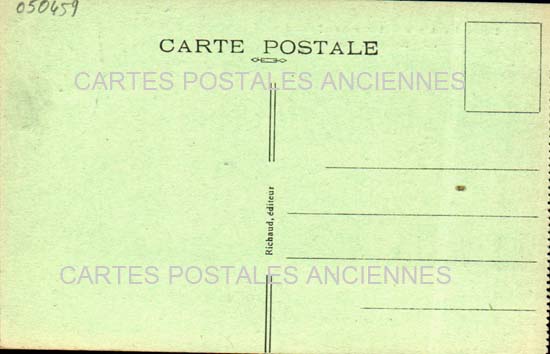 050459
CARTE POSTALE
CARTES POSTALES ANCIENNES
Richaud, éditeur
CARTES POSTALES ANCIENNES